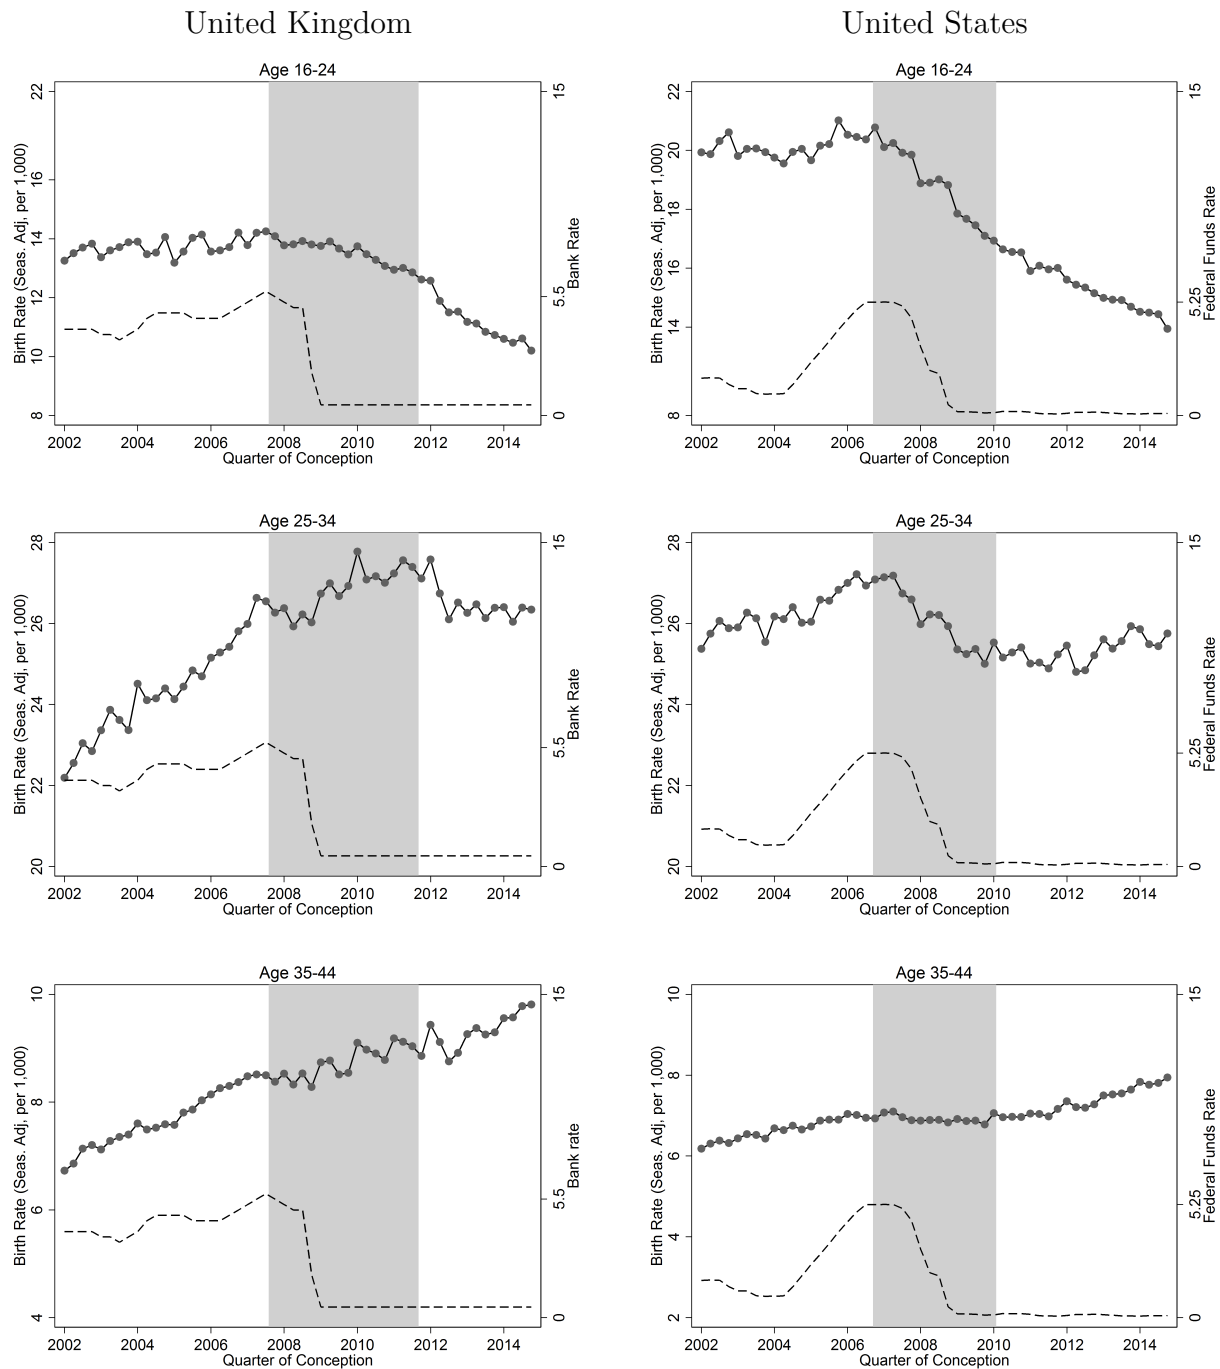 United Kingdom
United States
Age 16-24
Birth Rate (Seas. Adj, per 1,000)
8 10 12 14 16 22
0 5.5 15
Bank Rate
2002 2004 2006 2008 2010 2012 2014
Quarter of Conception
Age 16-24
Birth Rate (Seas. Adj, per 1,000)
8 14 16 18 20 22
0 5.25 15
Federal Funds Rate
2002 2004 2006 2008 2010 2012 2014
Quarter of Conception
Age 25-34
Birth Rate (Seas. Adj, per 1,000)
20 22 24 26 28
0 5.5 15
Bank Rate
2002 2004 2006 2008 2010 2012 2014
Quarter of Conception
Age 25-34
Birth Rate (Seas. Adj, per 1,000)
20 22 24 26 28
0 5.25 15
Federal Funds Rate
2002 2004 2006 2008 2010 2012 2014
Quarter of Conception
Age 35-44
Birth Rate (Seas. Adj, per 1,000)
4 6 8 10
0 5.5 15
Bank rate
2002 2004 2006 2008 2010 2012 2014
Quarter of Conception
Age 35-44
Birth Rate (Seas. Adj, per 1,000)
2 4 6 8 10
0 5.25 15
Federal Funds Rate
2002 2004 2006 2008 2010 2012 2014
Quarter of Conception